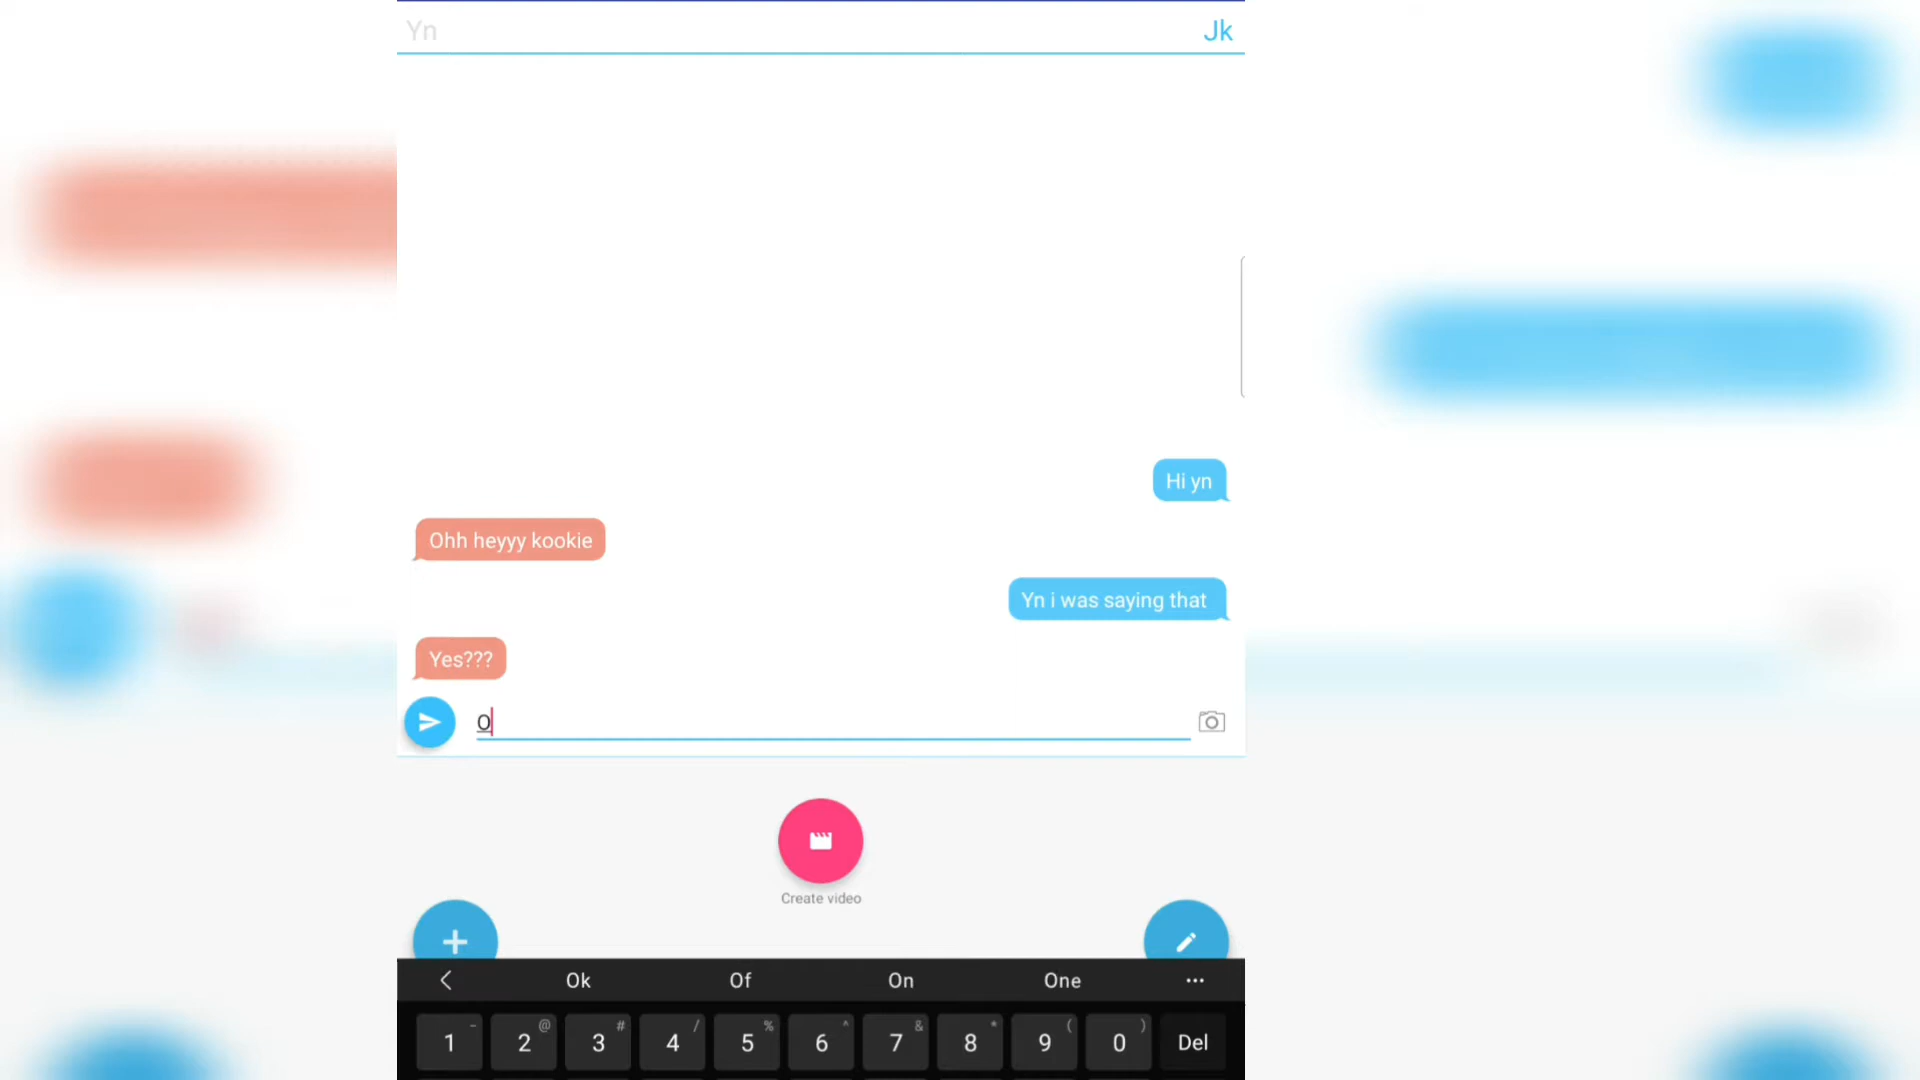 Yn
Jk
Hi yn
Ohh heyyy kookie
Yn i was saying that
Yes???
O
Create video
Ok Of On One ...
- @ # / % ^ & * ( )
1 2 3 4 5 6 7 8 9 0 Del